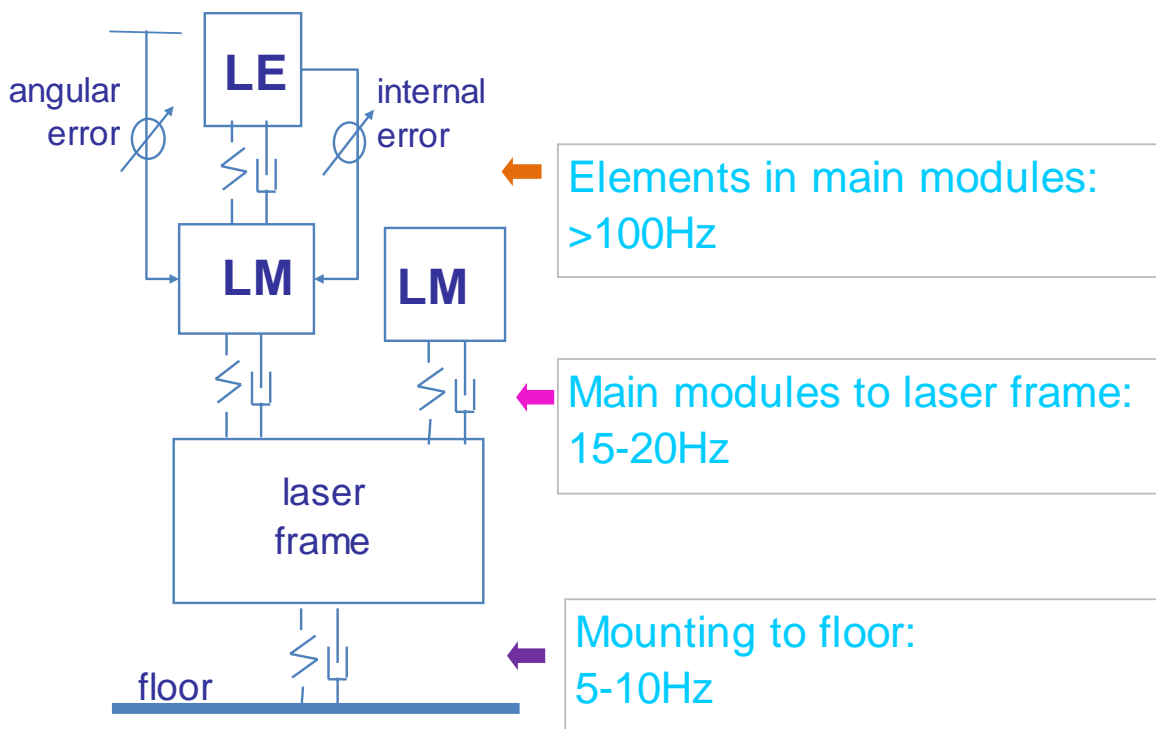 LE
angular
error
internal
error
Elements in main modules:
>100Hz
LM
LM
Main modules to laser frame:
15-20Hz
laser
frame
Mounting to floor:
5-10Hz
floor